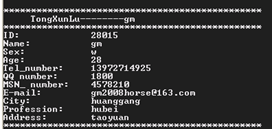 ****************************************
TongXunLu---------gm
****************************************
ID: 28015
Name: gm
Sex: w
Age: 28
Tel_number: 13972714925
QQ number: 1800
MSN_ number: 4578210
E-mail: gm2008horse@163.com
City: huanggang
Profession: hubei
Address: taoyuan
****************************************